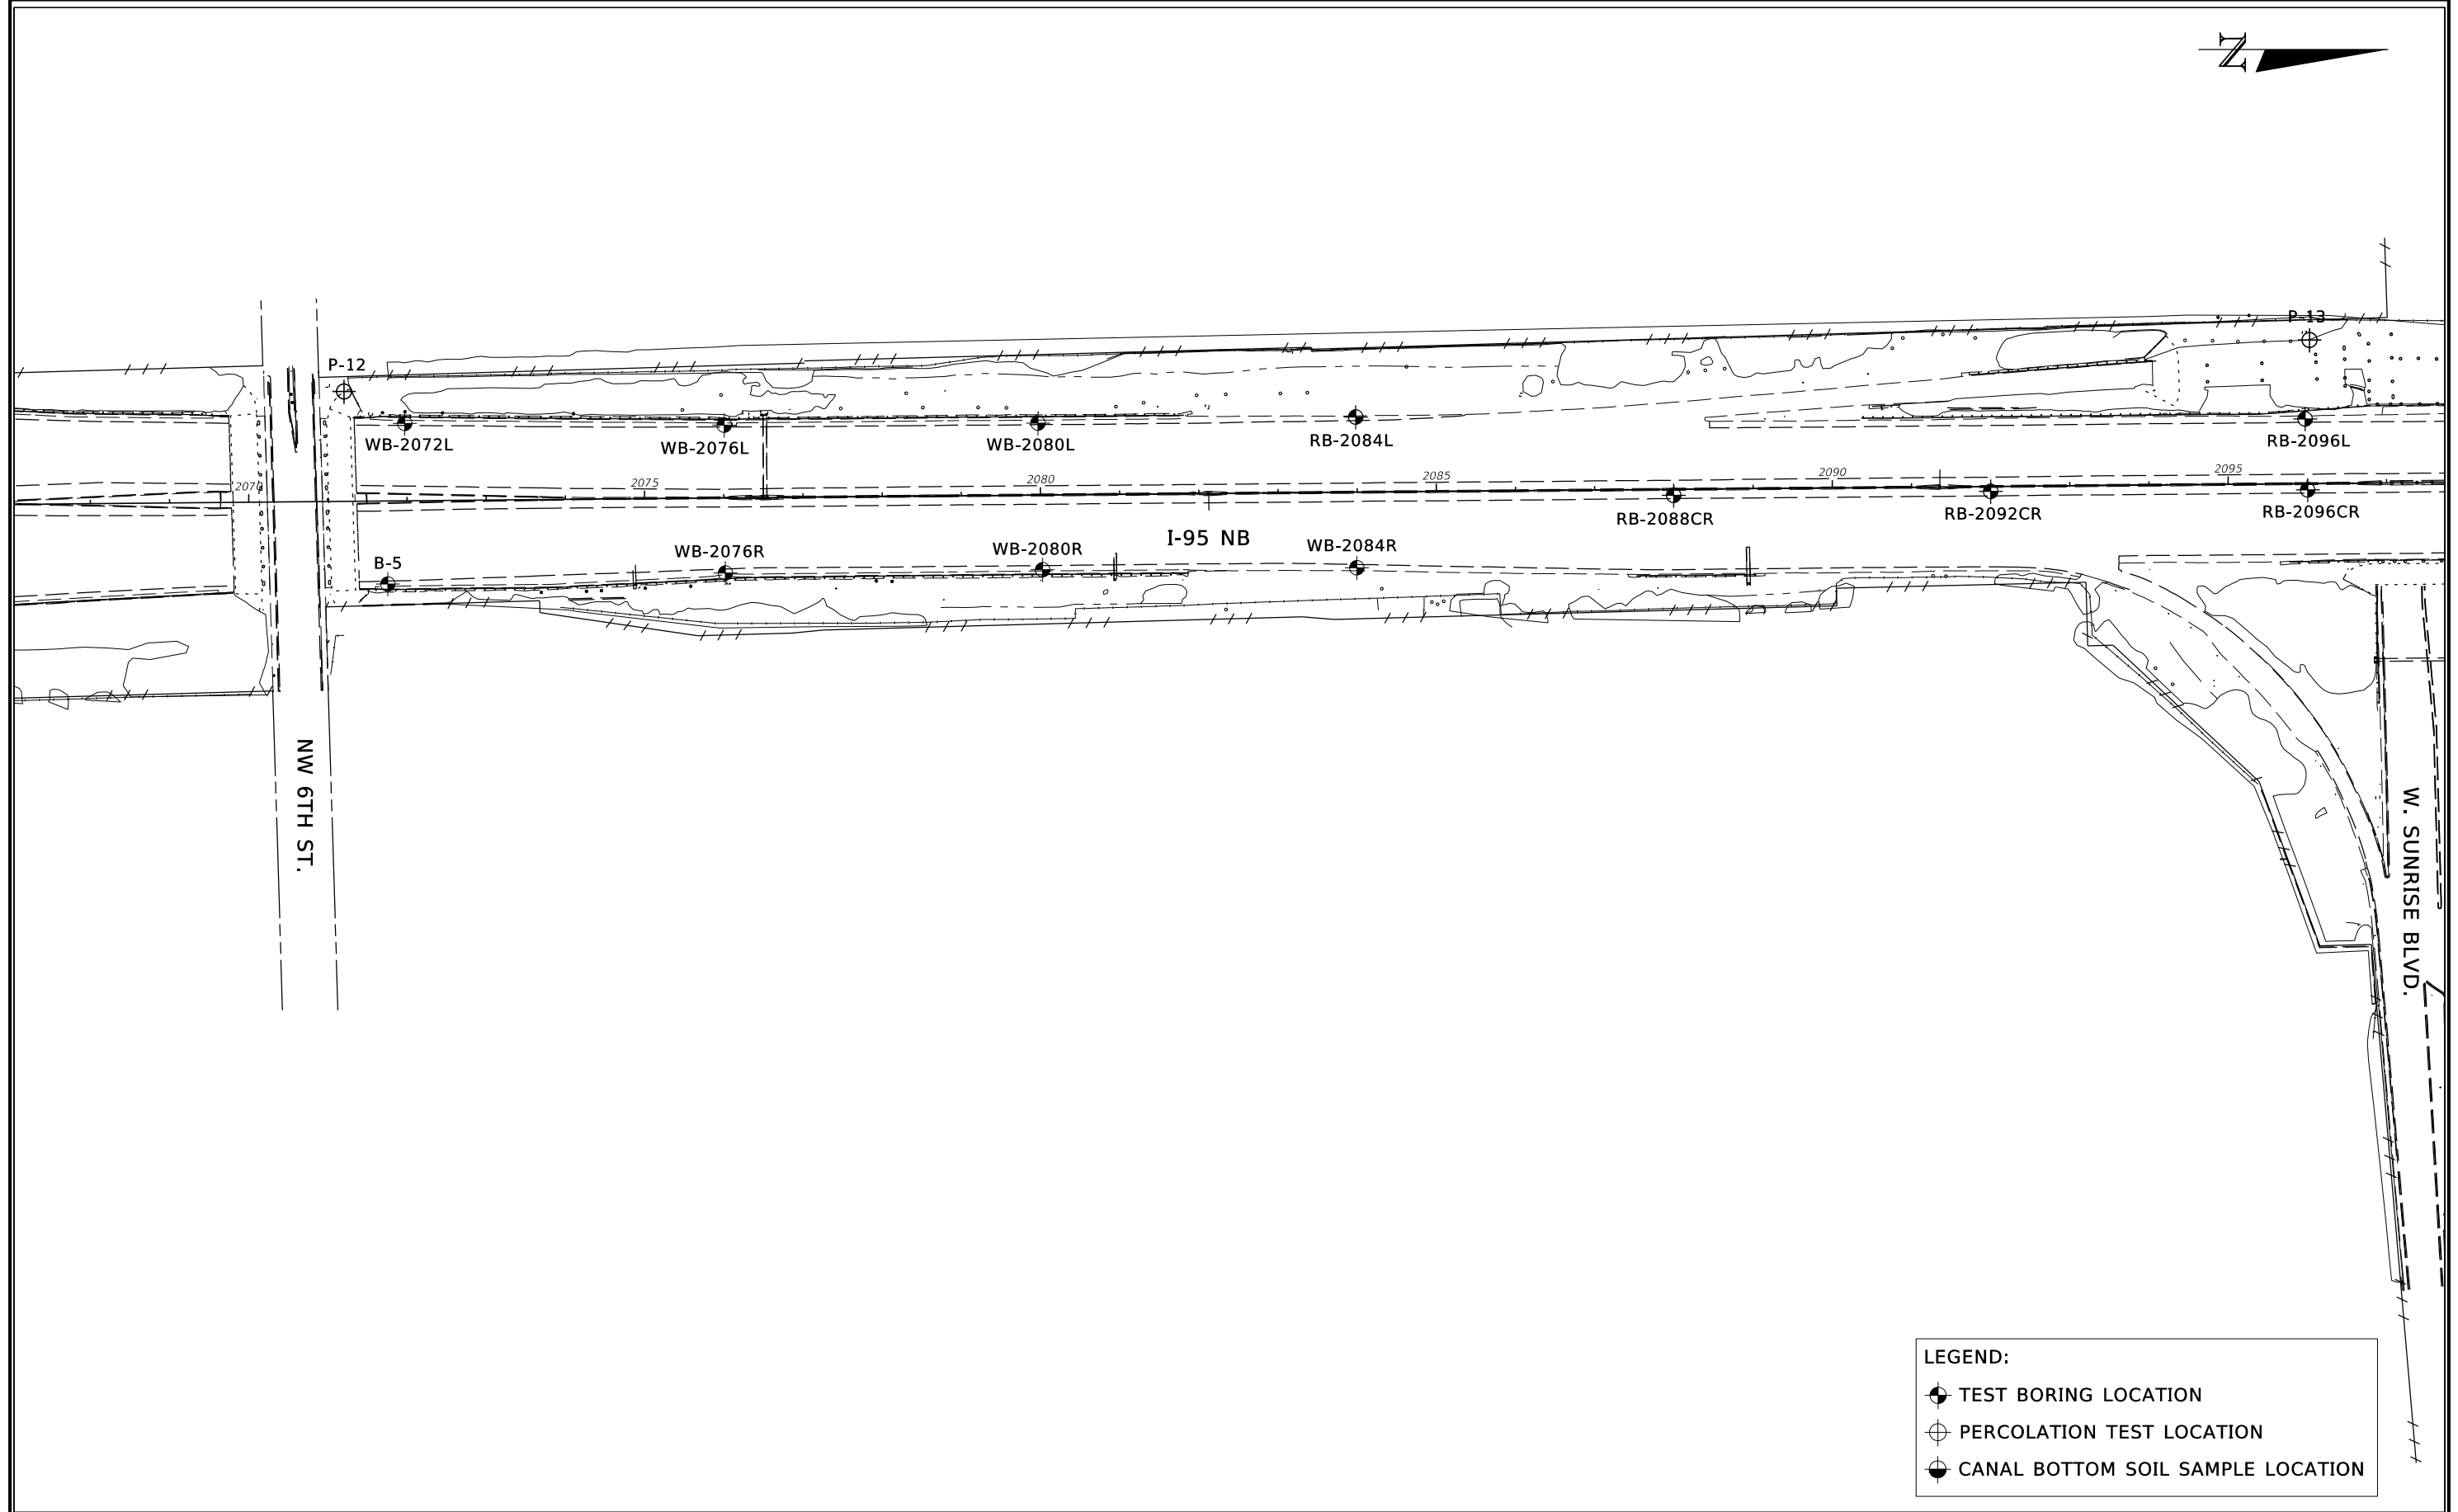 N
P-13
P-12
WB-2072L
WB-2076L
WB-2080L
RB-2084L
RB-2096L
2070
2075
2080
2085
2090
2095
RB-2088CR
RB-2092CR
RB-2096CR
I-95 NB
B-5
WB-2076R
WB-2080R
WB-2084R
NW 6TH ST.
W. SUNRISE BLVD.
LEGEND:
TEST BORING LOCATION
PERCOLATION TEST LOCATION
CANAL BOTTOM SOIL SAMPLE LOCATION